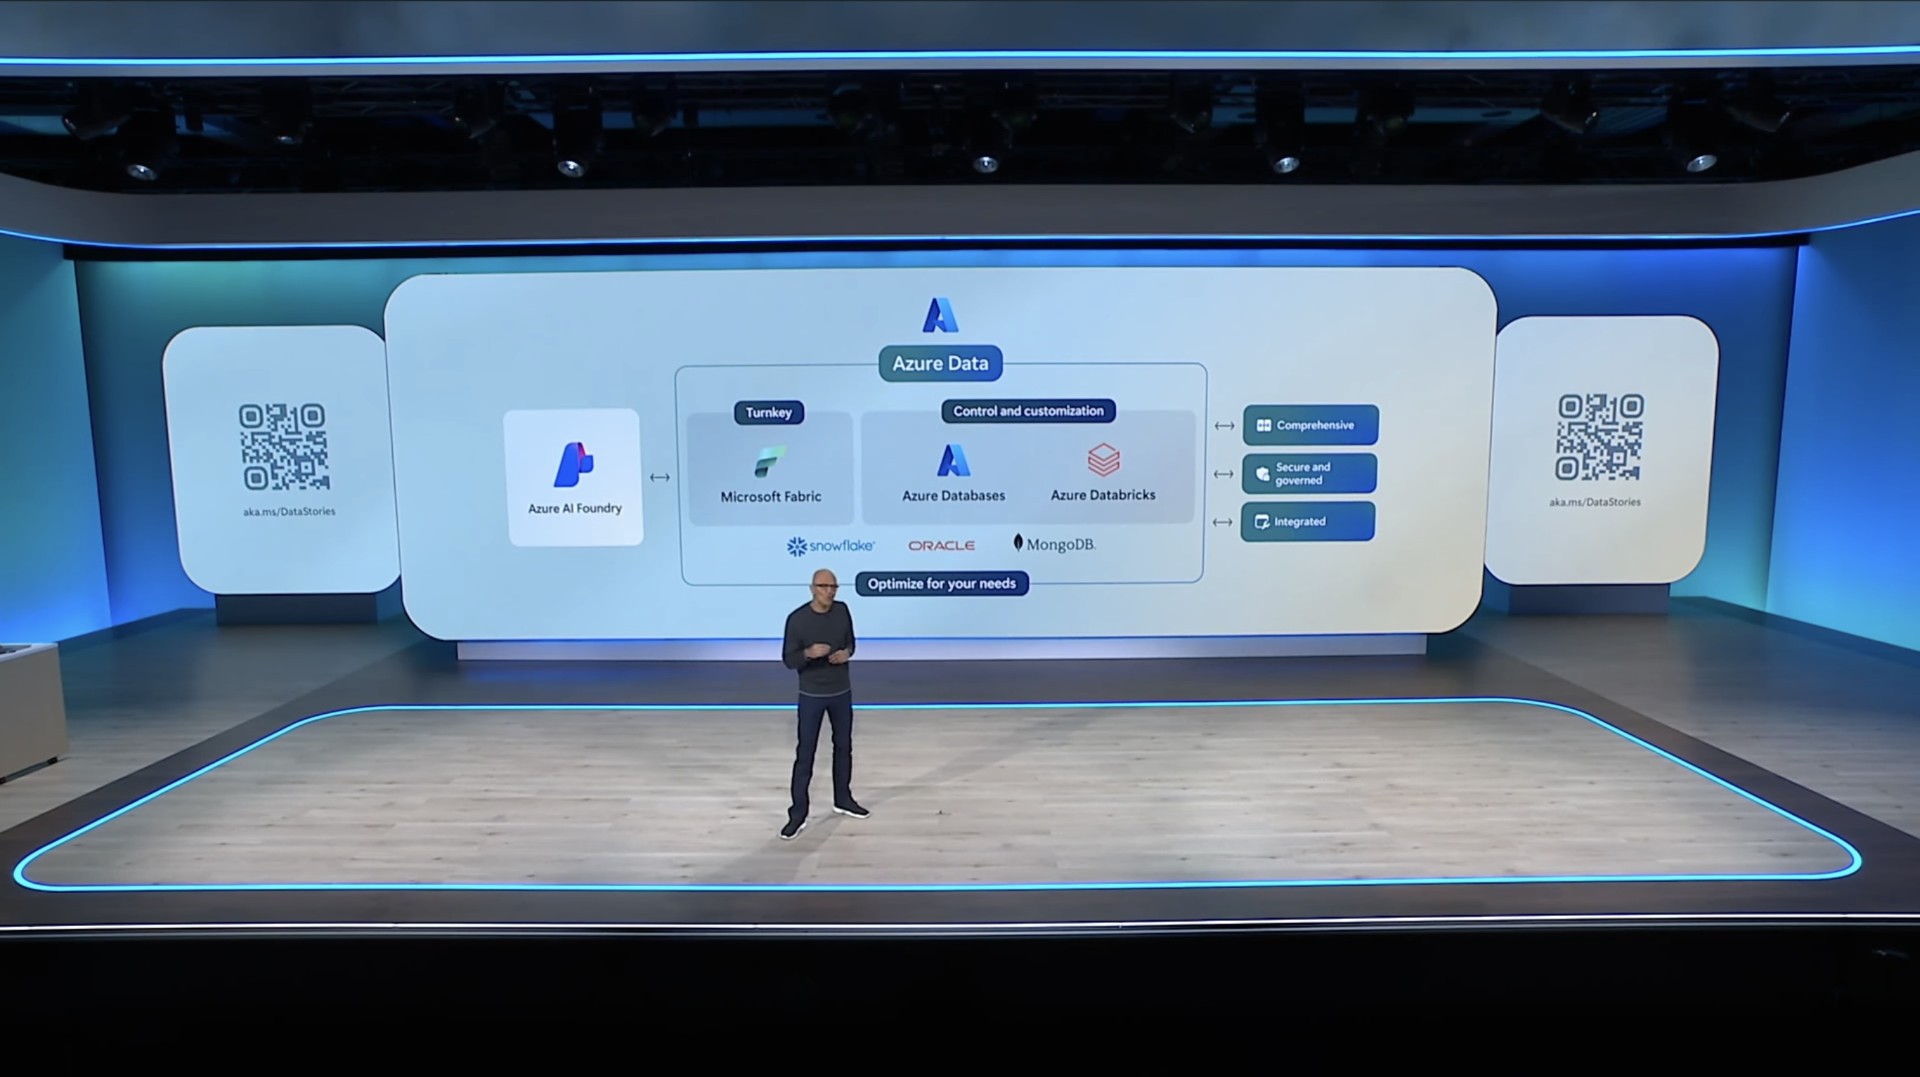 Azure Data
Turnkey
Control and customization
Azure AI Foundry
Microsoft Fabric
Azure Databases
Azure Databricks
Comprehensive
Secure and
governed
Integrated
snowflake
ORACLE
MongoDB.
Optimize for your needs
aka.ms/DataStories
aka.ms/DataStories